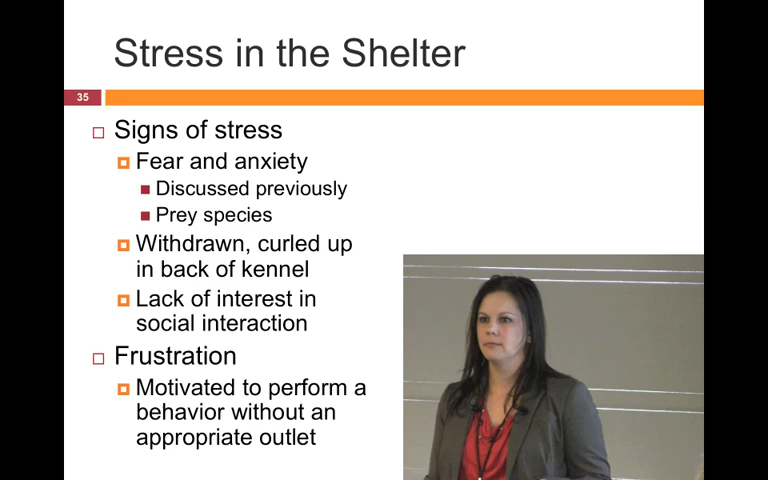 Stress in the Shelter
35
Signs of stress
Fear and anxiety
Discussed previously
Prey species
Withdrawn, curled up
in back of kennel
Lack of interest in
social interaction
Frustration
Motivated to perform a
behavior without an
appropriate outlet